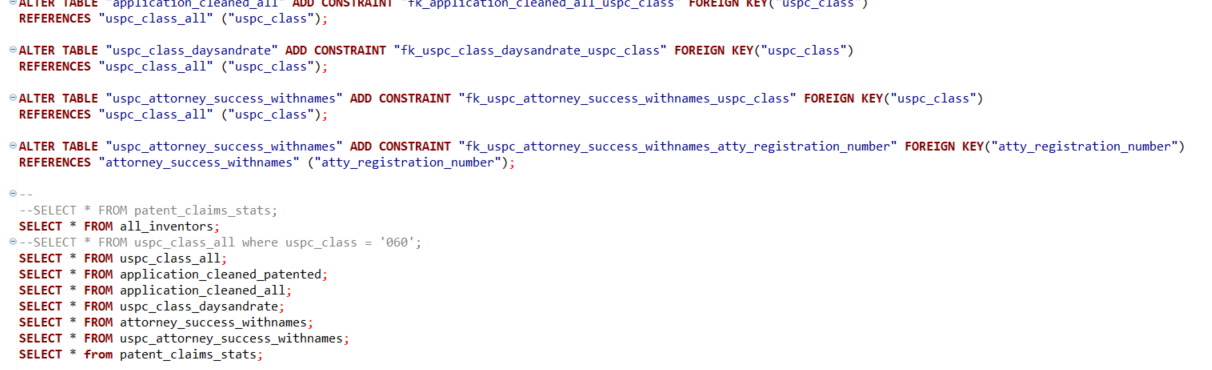 ALTER TABLE "application_cleaned_all" ADD CONSTRAINT "fk_application_cleaned_all_uspc_class" FOREIGN KEY("uspc_class")
REFERENCES "uspc_class_all" ("uspc_class");
ALTER TABLE "uspc_class_daysandrate" ADD CONSTRAINT "fk_uspc_class_daysandrate_uspc_class" FOREIGN KEY("uspc_class")
REFERENCES "uspc_class_all" ("uspc_class");
ALTER TABLE "uspc_attorney_success_withnames" ADD CONSTRAINT "fk_uspc_attorney_success_withnames_uspc_class" FOREIGN KEY("uspc_class")
REFERENCES "uspc_class_all" ("uspc_class");
ALTER TABLE "uspc_attorney_success_withnames" ADD CONSTRAINT "fk_uspc_attorney_success_withnames_atty_registration_number" FOREIGN KEY("atty_registration_number")
REFERENCES "attorney_success_withnames" ("atty_registration_number");
--
--SELECT * FROM patent_claims_stats;
SELECT * FROM all_inventors;
--SELECT * FROM uspc_class_all where uspc_class = '060';
SELECT * FROM uspc_class_all;
SELECT * FROM application_cleaned_patented;
SELECT * FROM application_cleaned_all;
SELECT * FROM uspc_class_daysandrate;
SELECT * FROM attorney_success_withnames;
SELECT * FROM uspc_attorney_success_withnames;
SELECT * from patent_claims_stats;